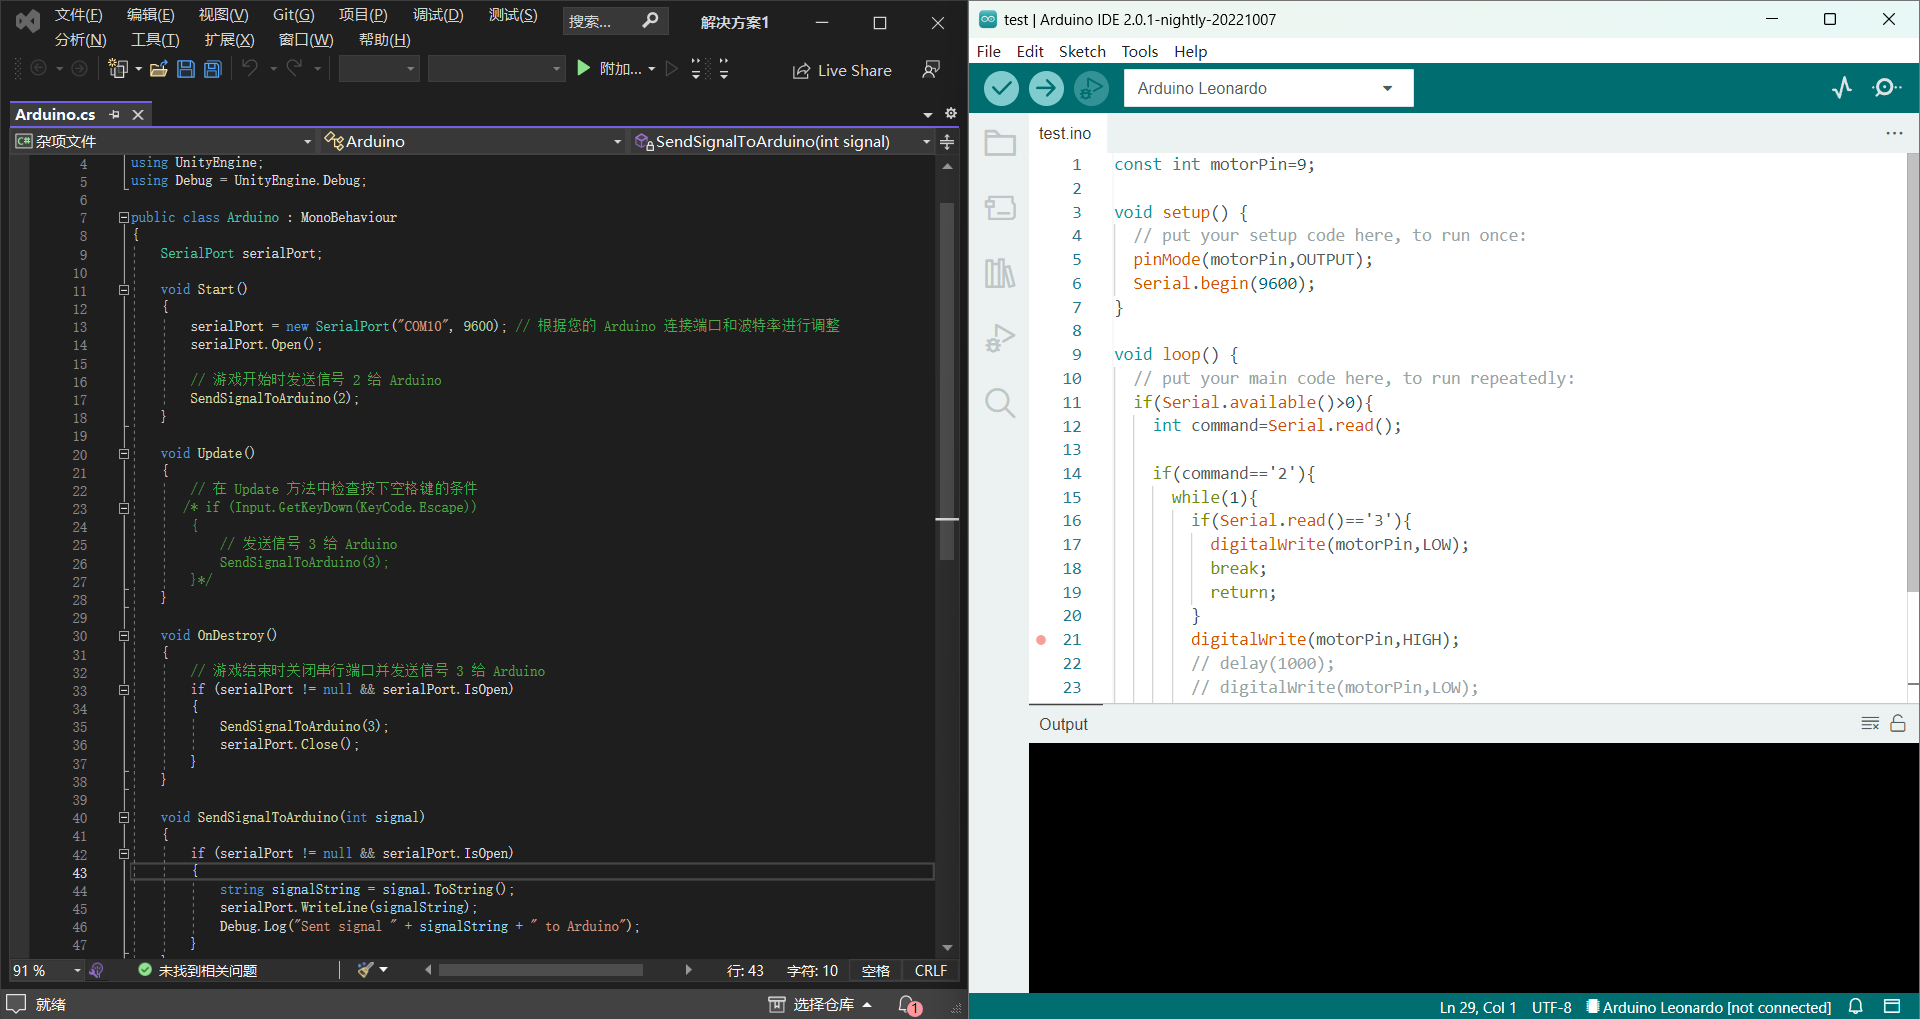 文件(F) 编辑(E) 视图(V) Git(G) 项目(P) 调试(D) 测试(S) 搜索... 解决方案1
分析(N) 工具(T) 扩展(X) 窗口(W) 帮助(H)
附加... Live Share
Arduino.cs
C# 杂项文件 Arduino SendSignalToArduino(int signal)
4 using UnityEngine;
5 using Debug = UnityEngine.Debug;
6
7 public class Arduino : MonoBehaviour
8 {
9 SerialPort serialPort;
10
11 void Start()
12 {
13 serialPort = new SerialPort("COM10", 9600); // 根据您的 Arduino 连接端口和波特率进行调整
14 serialPort.Open();
15
16 // 游戏开始时发送信号 2 给 Arduino
17 SendSignalToArduino(2);
18 }
19
20 void Update()
21 {
22 // 在 Update 方法中检查按下空格键的条件
23 /* if (Input.GetKeyDown(KeyCode.Escape))
24 {
25 // 发送信号 3 给 Arduino
26 SendSignalToArduino(3);
27 }*/
28 }
29
30 void OnDestroy()
31 {
32 // 游戏结束时关闭串行端口并发送信号 3 给 Arduino
33 if (serialPort != null && serialPort.IsOpen)
34 {
35 SendSignalToArduino(3);
36 serialPort.Close();
37 }
38 }
39
40 void SendSignalToArduino(int signal)
41 {
42 if (serialPort != null && serialPort.IsOpen)
43 {
44 string signalString = signal.ToString();
45 serialPort.WriteLine(signalString);
46 Debug.Log("Sent signal " + signalString + " to Arduino");
47 }
91 % 未找到相关问题 行: 43 字符: 10 空格 CRLF
就绪 选择仓库 1
test | Arduino IDE 2.0.1-nightly-20221007
File Edit Sketch Tools Help
Arduino Leonardo
test.ino
1 const int motorPin=9;
2
3 void setup() {
4 // put your setup code here, to run once:
5 pinMode(motorPin,OUTPUT);
6 Serial.begin(9600);
7 }
8
9 void loop() {
10 // put your main code here, to run repeatedly:
11 if(Serial.available()>0){
12 int command=Serial.read();
13
14 if(command=='2'){
15 while(1){
16 if(Serial.read()=='3'){
17 digitalWrite(motorPin,LOW);
18 break;
19 return;
20 }
21 digitalWrite(motorPin,HIGH);
22 // delay(1000);
23 // digitalWrite(motorPin,LOW);
Output
Ln 29, Col 1 UTF-8 Arduino Leonardo [not connected]